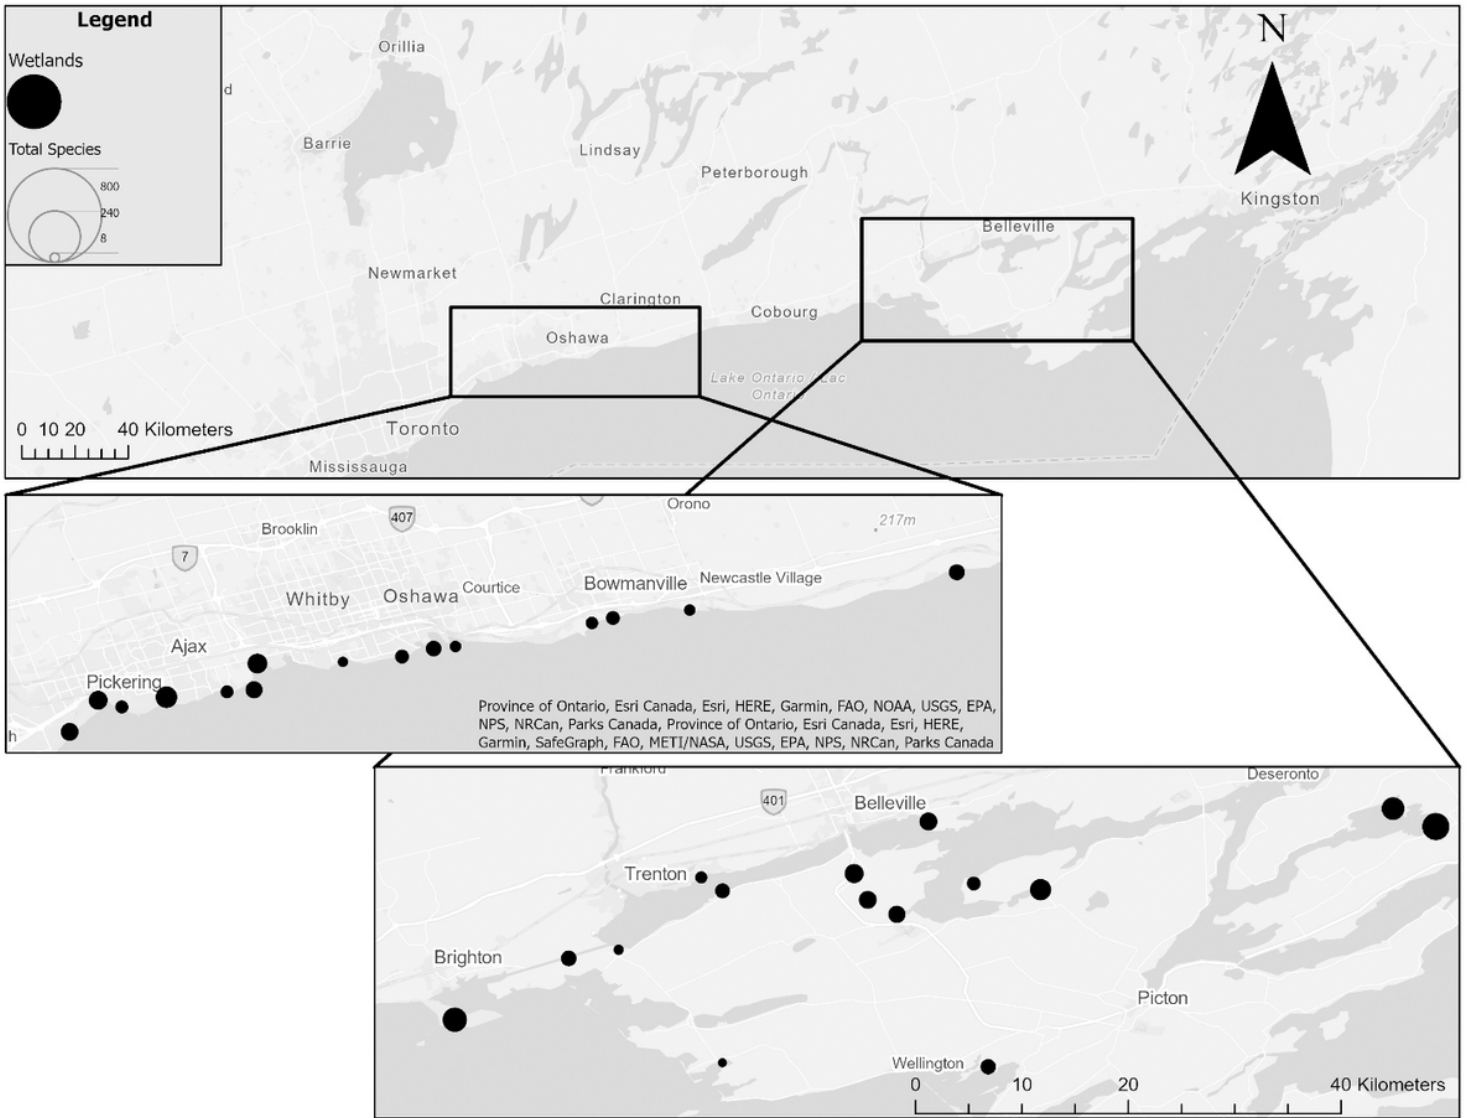 Legend
Wetlands
Total Species
800
240
8
d
Orillia
Barrie
Lindsay
Peterborough
Newmarket
Clarington
Oshawa
Cobourg
Belleville
Kingston
N
Lake Ontario / Lac
Ontario
Toronto
Mississauga
0 10 20 40 Kilometers
Orono
Brooklin
407
217m
7
Whitby
Oshawa
Courtice
Bowmanville
Newcastle Village
Ajax
Pickering
h
Province of Ontario, Esri Canada, Esri, HERE, Garmin, FAO, NOAA, USGS, EPA,
NPS, NRCan, Parks Canada, Province of Ontario, Esri Canada, Esri, HERE,
Garmin, SafeGraph, FAO, METI/NASA, USGS, EPA, NPS, NRCan, Parks Canada
Frankford
401
Belleville
Deseronto
Trenton
Brighton
Picton
Wellington
0 10 20 40 Kilometers